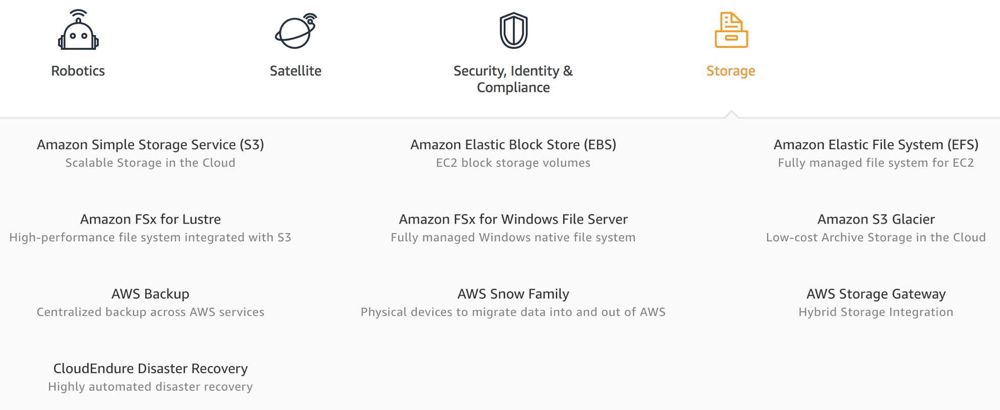 Robotics
Satellite
Security, Identity &
Compliance
Storage
Amazon Simple Storage Service (S3)
Scalable Storage in the Cloud
Amazon Elastic Block Store (EBS)
EC2 block storage volumes
Amazon Elastic File System (EFS)
Fully managed file system for EC2
Amazon FSx for Lustre
High-performance file system integrated with S3
Amazon FSx for Windows File Server
Fully managed Windows native file system
Amazon S3 Glacier
Low-cost Archive Storage in the Cloud
AWS Backup
Centralized backup across AWS services
AWS Snow Family
Physical devices to migrate data into and out of AWS
AWS Storage Gateway
Hybrid Storage Integration
CloudEndure Disaster Recovery
Highly automated disaster recovery